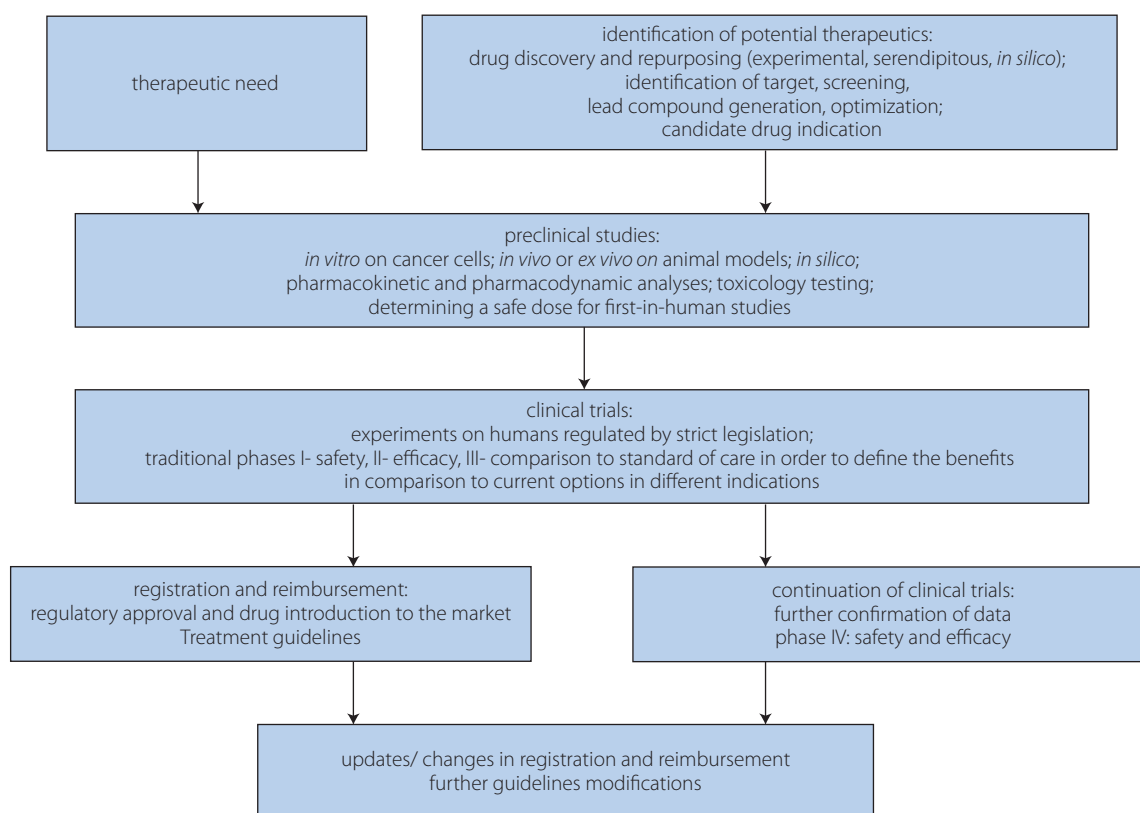 therapeutic need
identification of potential therapeutics:
drug discovery and repurposing (experimental, serendipitous, in silico);
identification of target, screening,
lead compound generation, optimization;
candidate drug indication
preclinical studies:
in vitro on cancer cells; in vivo or ex vivo on animal models; in silico;
pharmacokinetic and pharmacodynamic analyses; toxicology testing;
determining a safe dose for first-in-human studies
clinical trials:
experiments on humans regulated by strict legislation;
traditional phases I- safety, II- efficacy, III- comparison to standard of care in order to define the benefits
in comparison to current options in different indications
registration and reimbursement:
regulatory approval and drug introduction to the market
Treatment guidelines
continuation of clinical trials:
further confirmation of data
phase IV: safety and efficacy
updates/ changes in registration and reimbursement
further guidelines modifications